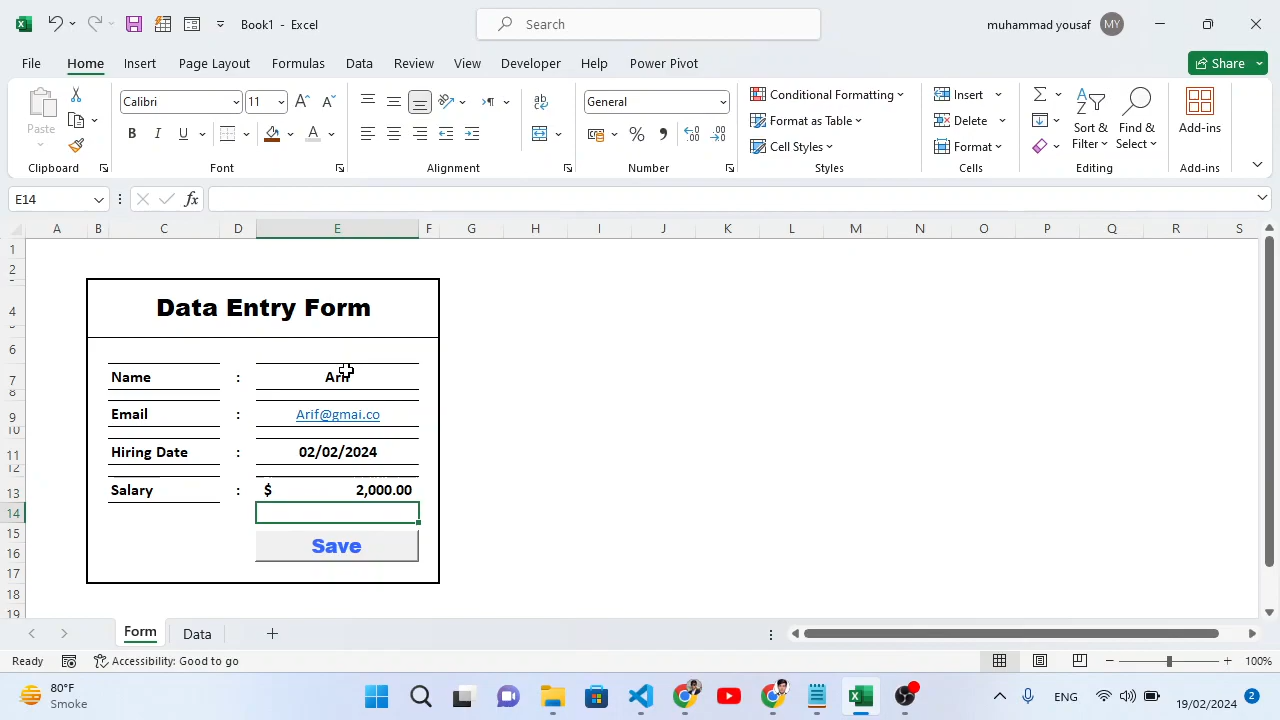 Book1 - Excel
Search
muhammad yousaf
MY
File Home Insert Page Layout Formulas Data Review View Developer Help Power Pivot
Share
Paste
Clipboard
Calibri 11
B I U
Font
ab
Alignment
General
% 
Number
Conditional Formatting
Format as Table
Cell Styles
Styles
Insert
Delete
Format
Cells
Sort & Filter
Find & Select
Editing
Add-ins
Add-ins
E14
fx
A B C D E F G H I J K L M N O P Q R S
1
2
4
6
7
8
9
10
11
12
13
14
15
16
17
18
19
Data Entry Form
Name :
Email : Arif@gmai.co
Hiring Date : 02/02/2024
Salary : $ 2,000.00
Save
Form Data
Ready
Accessibility: Good to go
100%
80°F
Smoke
ENG
19/02/2024
2